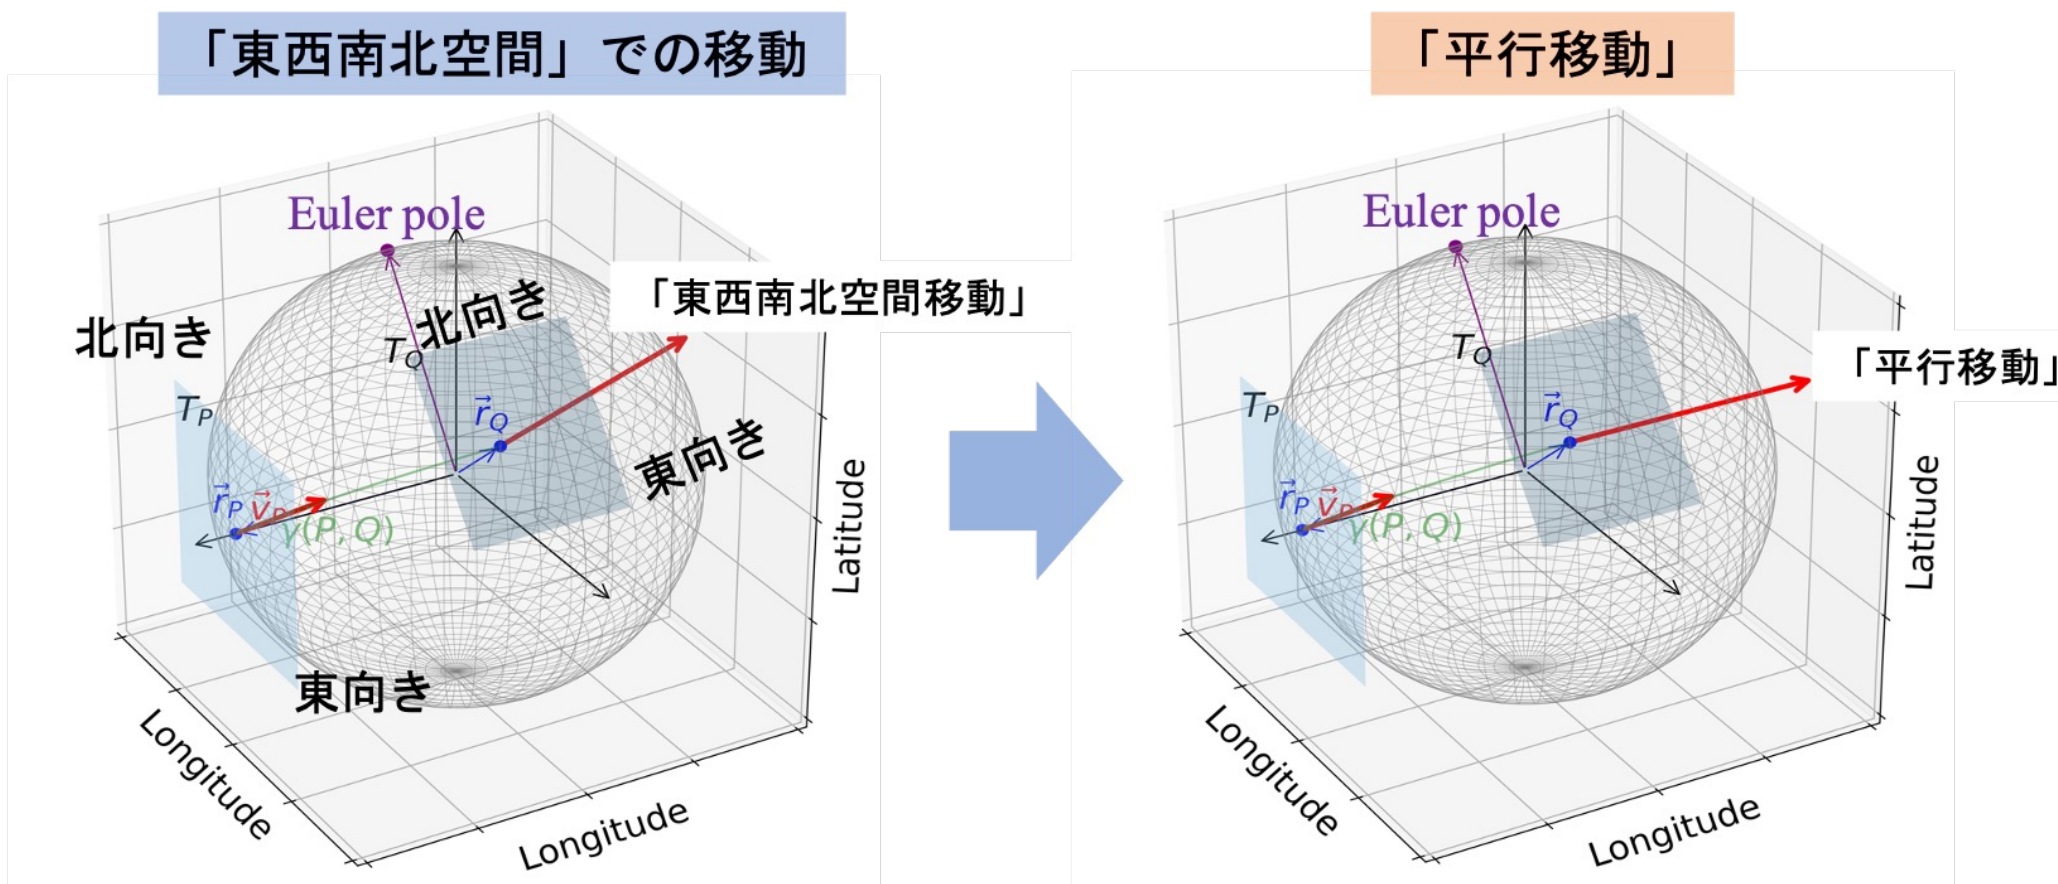 「東西南北空間」での移動
Euler pole
北向き
北向き
「東西南北空間移動」
T_Q
T_P
r_Q
東向き
r_P
v_P
γ(P, Q)
東向き
Latitude
Longitude
Longitude
「平行移動」
Euler pole
T_Q
「平行移動」
T_P
r_Q
r_P
v_P
γ(P, Q)
Latitude
Longitude
Longitude